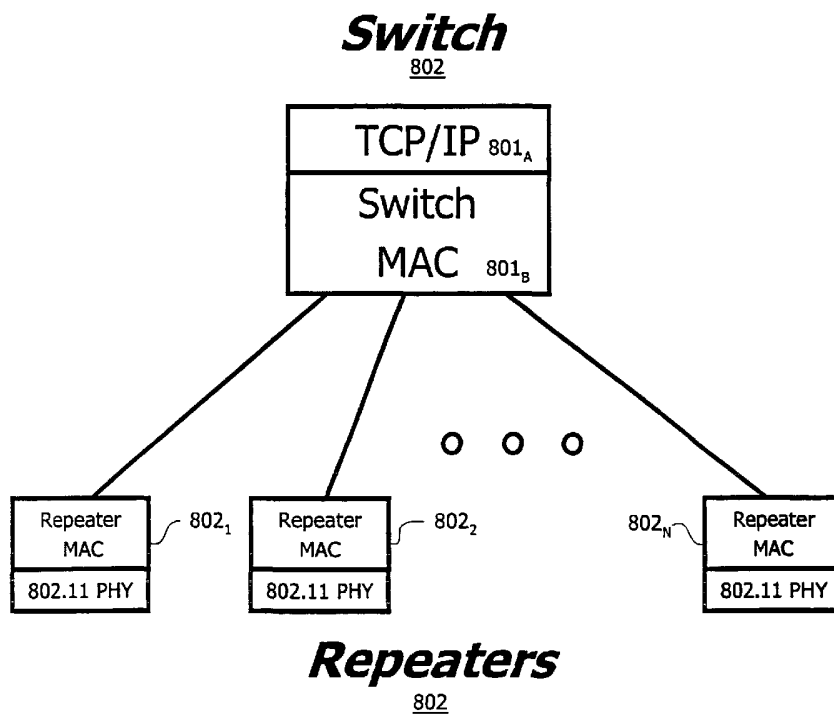 Switch
802
TCP/IP 801A
Switch
MAC 801B
Repeater
MAC
802.11 PHY
8021
Repeater
MAC
802.11 PHY
8022
802N
Repeater
MAC
802.11 PHY
Repeaters
802